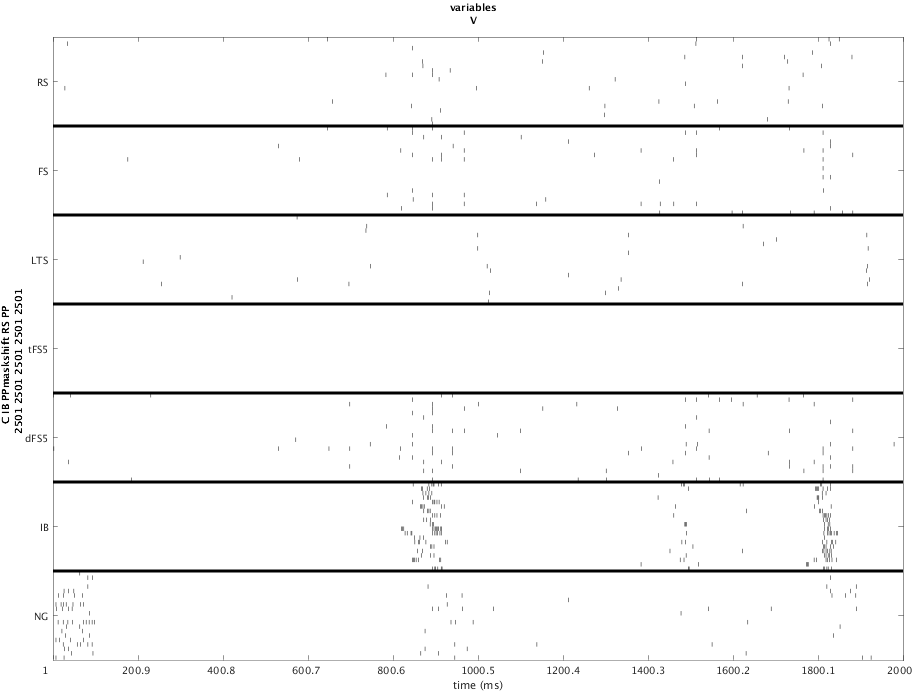 variables
V
RS
FS
LTS
tFS5
dFS5
IB
NG
C IB PPmaskshift RS PP
2501 2501 2501 2501 2501
1 200.9 400.8 600.7 800.6 1000.5 1200.4 1400.3 1600.2 1800.1 2000
time (ms)